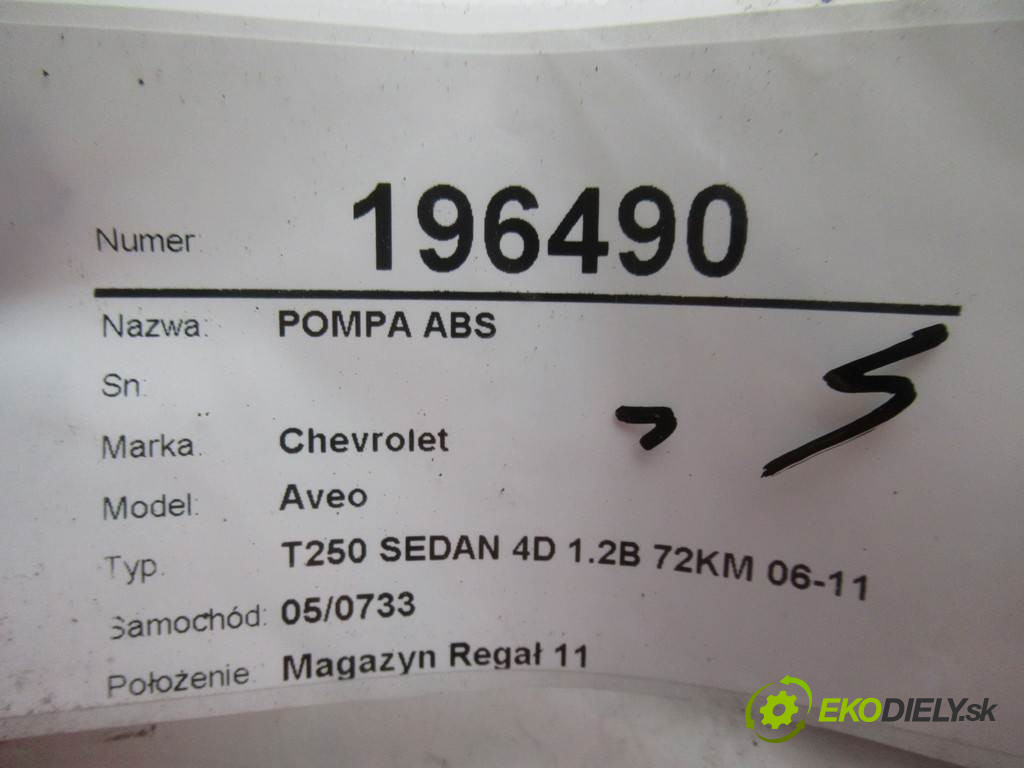 Numer: 196490
Nazwa: POMPA ABS
Sn:
Marka: Chevrolet
Model: Aveo
Typ: T250 SEDAN 4D 1.2B 72KM 06-11
Samochód: 05/0733
Położenie: Magazyn Regał 11
EKODIELY.sk